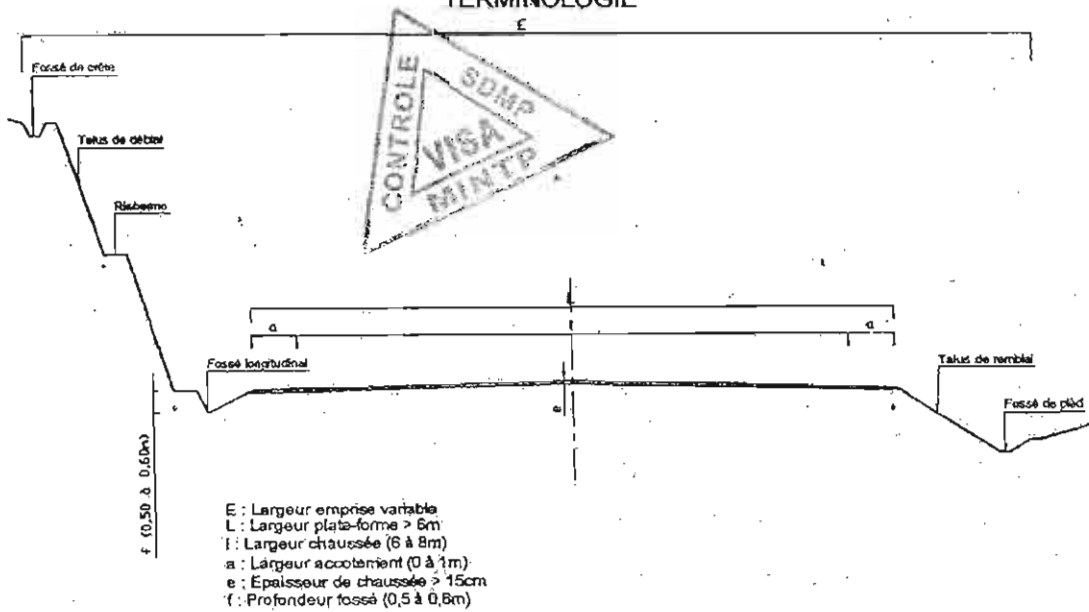 TERMINOLOGIE
E
Fossé de crête
CONTROLE
SDMP
VISA
MINTP
Talus de déblai
Risberme
L
a
a
Fossé longitudinal
Talus de remblai
Fossé de pied
e
f (0,50 à 0,60m)
E : Largeur emprise variable
L : Largeur plate-forme > 6m
l : Largeur chaussée (6 à 8m)
a : Largeur accotement (0 à 1m)
e : Epaisseur de chaussée > 15cm
f : Profondeur fossé (0,5 à 0,6m)